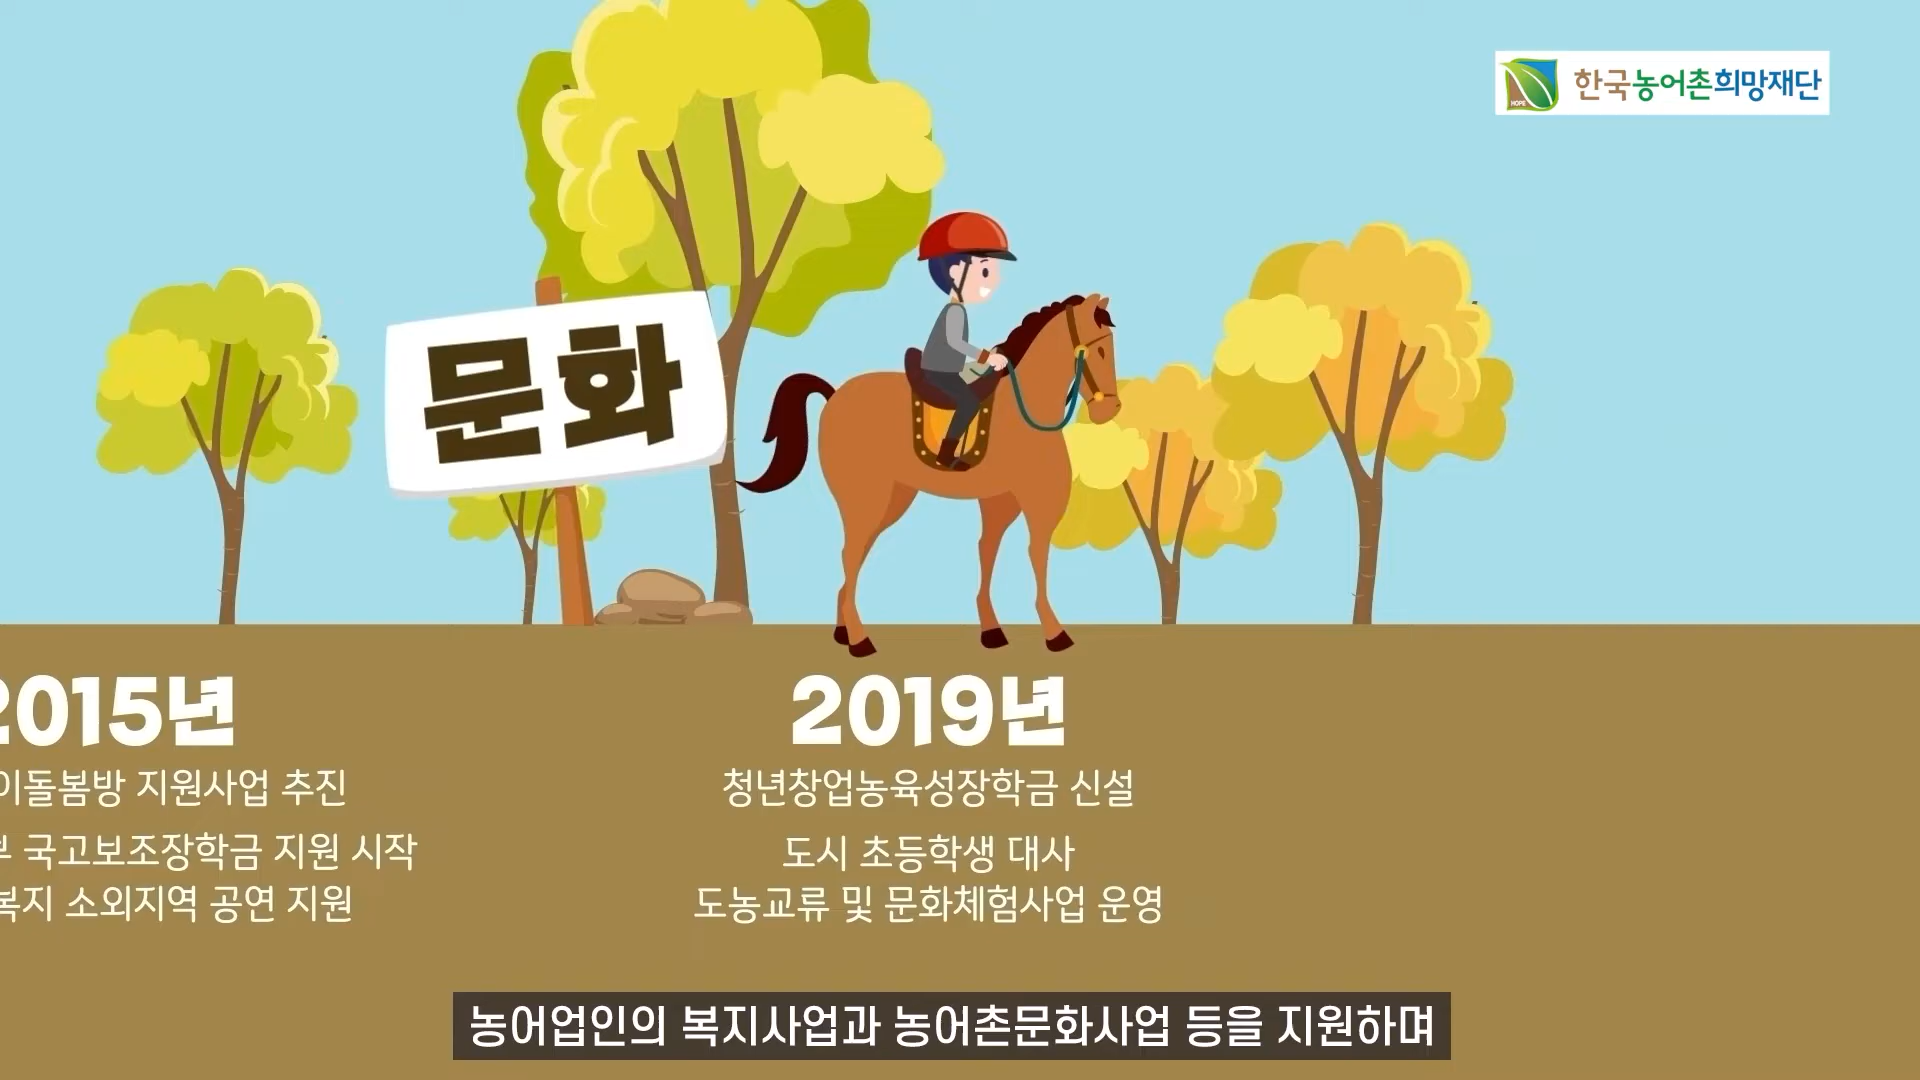 HOPE 한국농어촌희망재단
문화
2015년
이돌봄방 지원사업 추진
국고보조장학금 지원 시작
복지 소외지역 공연 지원
2019년
청년창업농육성장학금 신설
도시 초등학생 대사
도농교류 및 문화체험사업 운영
농어업인의 복지사업과 농어촌문화사업 등을 지원하며